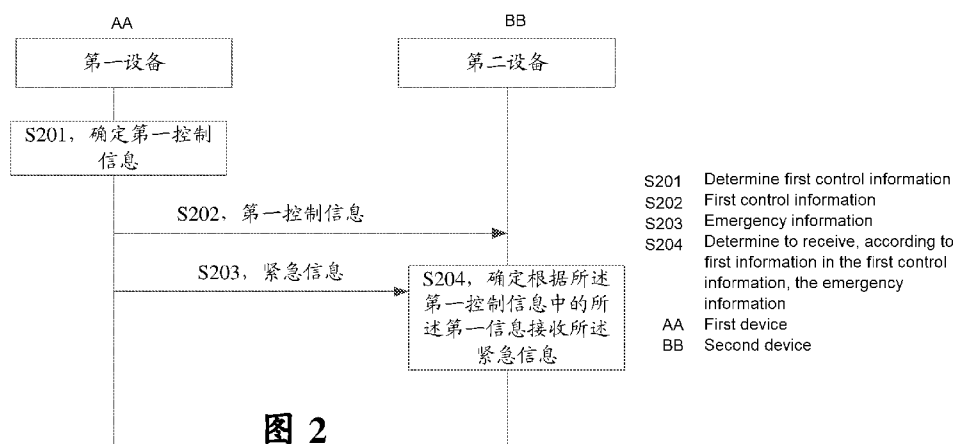 AA
BB
第一设备
第二设备
S201，确定第一控制
信息
S202，第一控制信息
S203，紧急信息
S204，确定根据所述
第一控制信息中的所
述第一信息接收所述
紧急信息
S201 Determine first control information
S202 First control information
S203 Emergency information
S204 Determine to receive, according to
first information in the first control
information, the emergency
information
AA First device
BB Second device
图 2